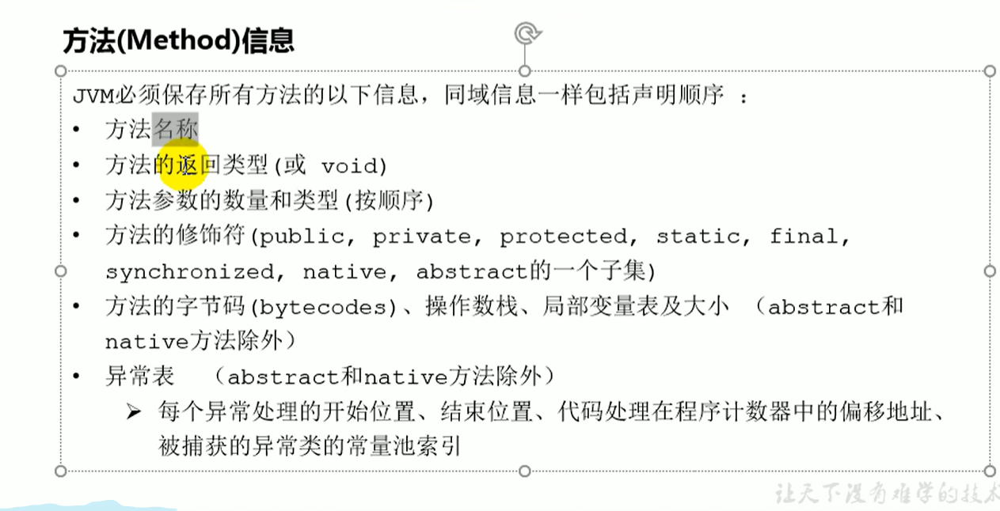 方法(Method)信息
JVM必须保存所有方法的以下信息，同域信息一样包括声明顺序 ：
• 方法名称
• 方法的返回类型(或 void)
• 方法参数的数量和类型(按顺序)
• 方法的修饰符(public, private, protected, static, final,
synchronized, native, abstract的一个子集)
• 方法的字节码(bytecodes)、操作数栈、局部变量表及大小 （abstract和
native方法除外）
• 异常表 （abstract和native方法除外）
➢ 每个异常处理的开始位置、结束位置、代码处理在程序计数器中的偏移地址、
被捕获的异常类的常量池索引
让天下没有难学的技术